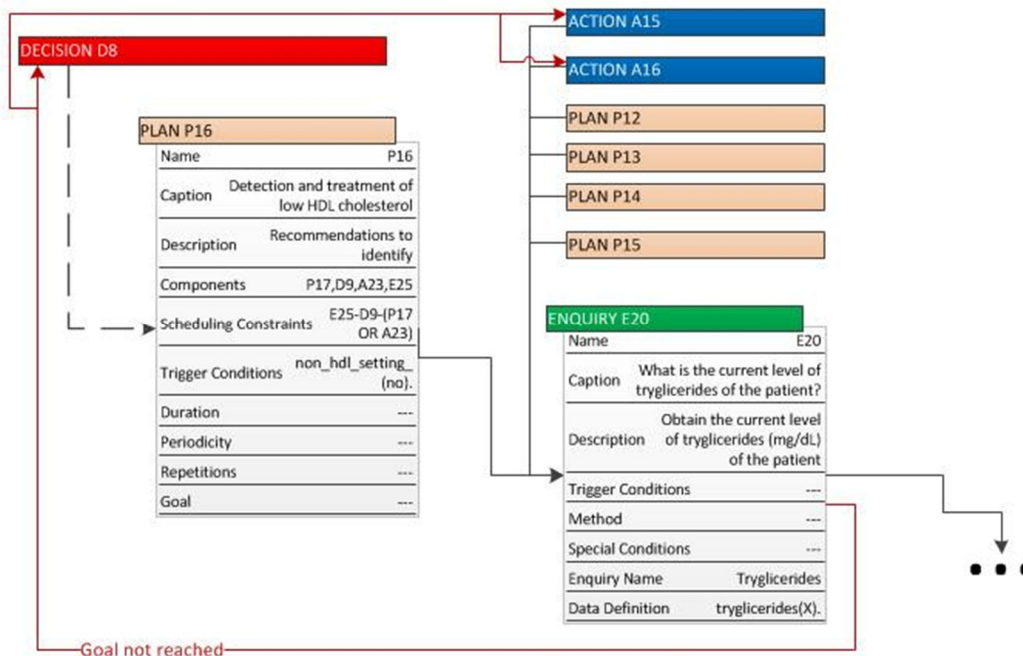 DECISION D8
ACTION A15
ACTION A16
PLAN P12
PLAN P13
PLAN P14
PLAN P15
PLAN P16
Name P16
Caption Detection and treatment of
low HDL cholesterol
Description Recommendations to
identify
Components P17,D9,A23,E25
Scheduling Constraints E25-D9-(P17
OR A23)
Trigger Conditions non_hdl_setting_
(no).
Duration ---
Periodicity ---
Repetitions ---
Goal ---
ENQUIRY E20
Name E20
Caption What is the current level of
tryglicerides of the patient?
Description Obtain the current level
of tryglicerides (mg/dL)
of the patient
Trigger Conditions ---
Method ---
Special Conditions ---
Enquiry Name Tryglicerides
Data Definition tryglicerides(X).
Goal not reached